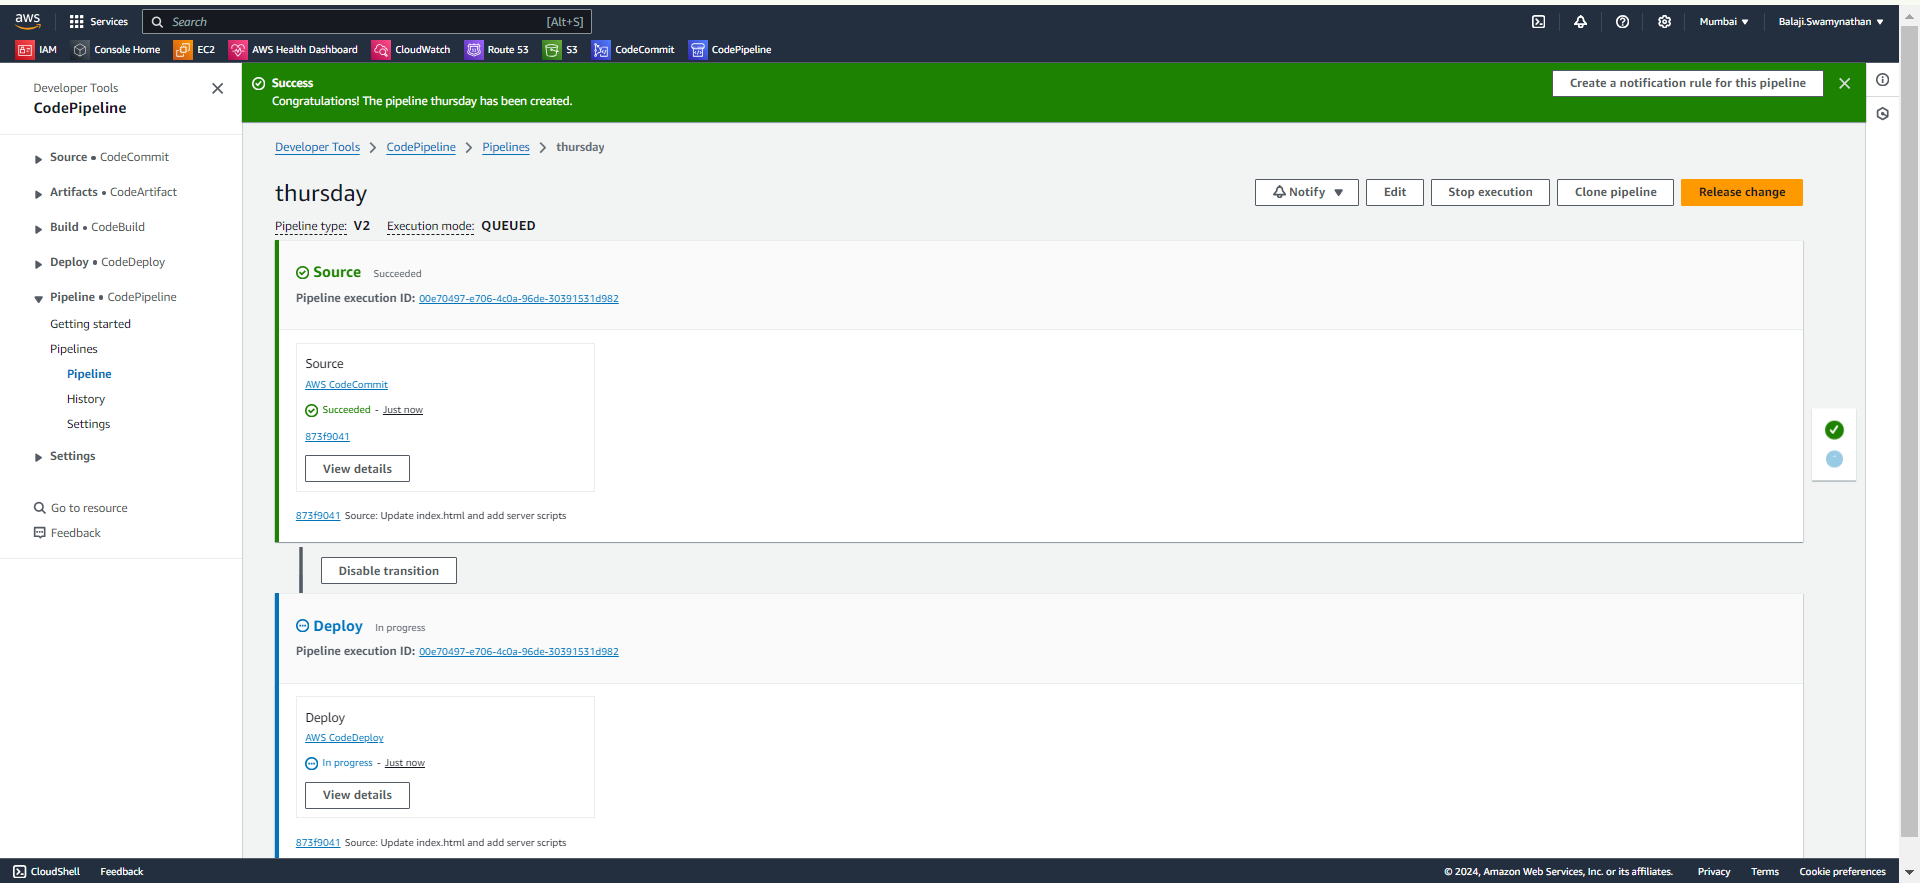 aws
Services
Search
[Alt+S]
Mumbai
Balaji.Swamynathan
IAM
Console Home
EC2
AWS Health Dashboard
CloudWatch
Route 53
S3
CodeCommit
CodePipeline
Developer Tools
CodePipeline
Source • CodeCommit
Artifacts • CodeArtifact
Build • CodeBuild
Deploy • CodeDeploy
Pipeline • CodePipeline
Getting started
Pipelines
Pipeline
History
Settings
Settings
Go to resource
Feedback
Success
Congratulations! The pipeline thursday has been created.
Create a notification rule for this pipeline
Developer Tools > CodePipeline > Pipelines > thursday
thursday
Notify
Edit
Stop execution
Clone pipeline
Release change
Pipeline type: V2 Execution mode: QUEUED
Source Succeeded
Pipeline execution ID: 00e70497-e706-4c0a-96de-30391531d982
Source
AWS CodeCommit
Succeeded - Just now
873f9041
View details
873f9041 Source: Update index.html and add server scripts
Disable transition
Deploy In progress
Pipeline execution ID: 00e70497-e706-4c0a-96de-30391531d982
Deploy
AWS CodeDeploy
In progress - Just now
View details
873f9041 Source: Update index.html and add server scripts
CloudShell
Feedback
© 2024, Amazon Web Services, Inc. or its affiliates.
Privacy
Terms
Cookie preferences